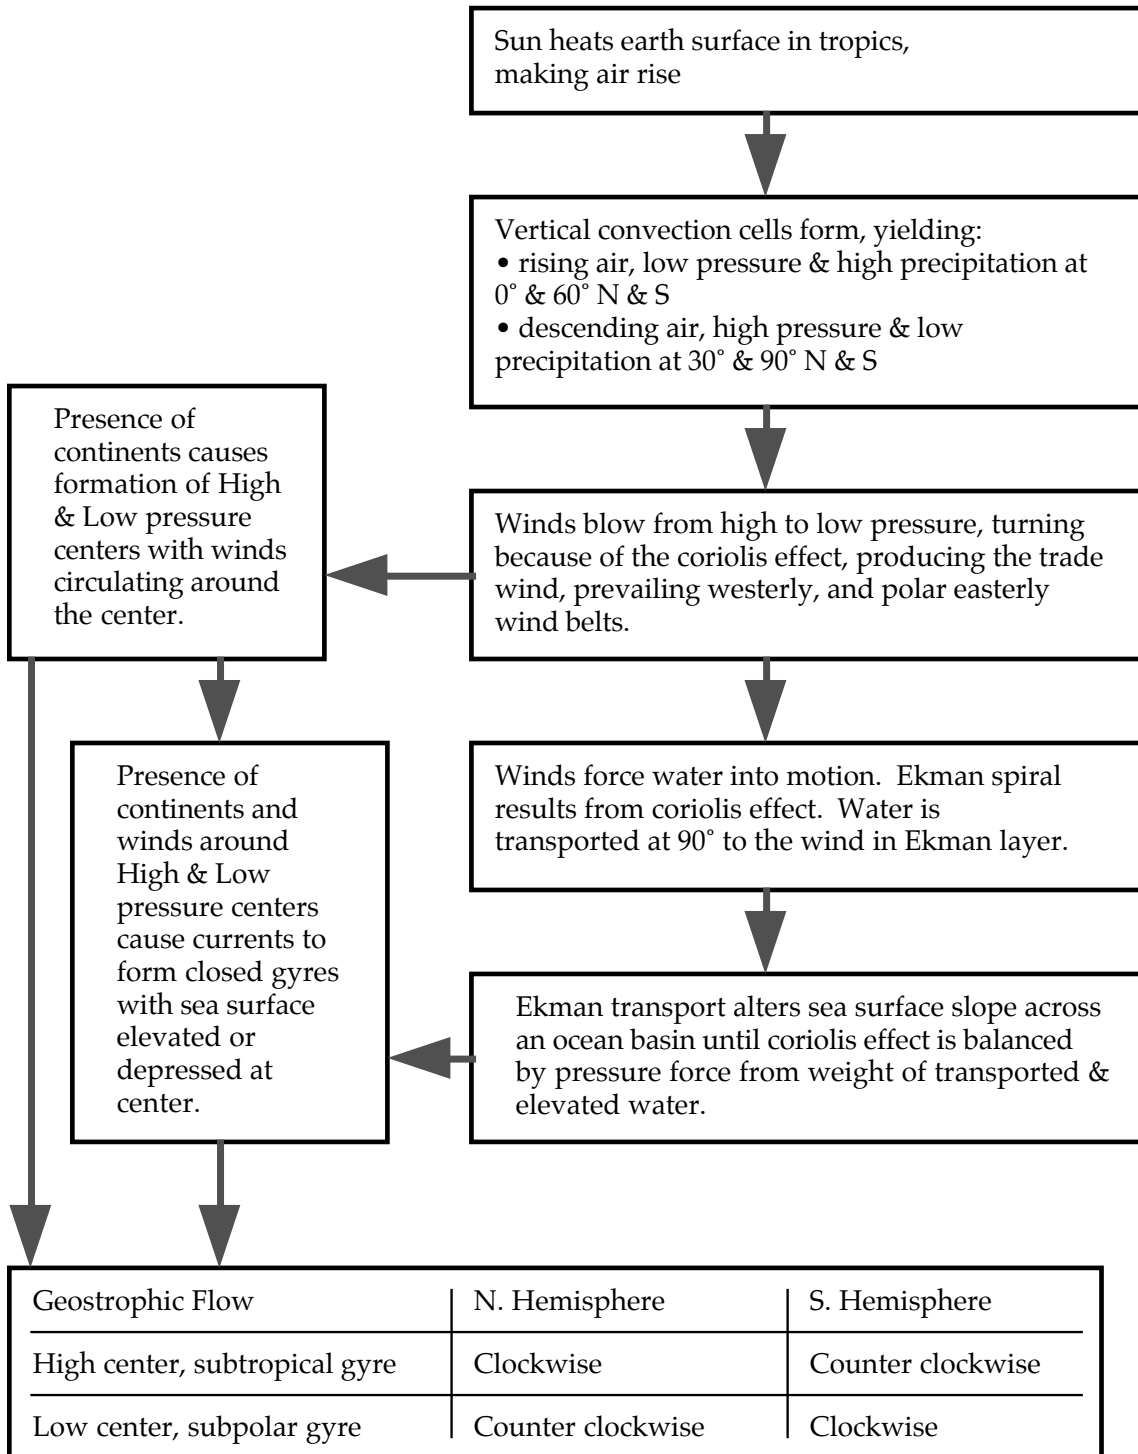 Sun heats earth surface in tropics,
making air rise
Vertical convection cells form, yielding:
• rising air, low pressure & high precipitation at
0˚ & 60˚ N & S
• descending air, high pressure & low
precipitation at 30˚ & 90˚ N & S
Presence of
continents causes
formation of High
& Low pressure
centers with winds
circulating around
the center.
Winds blow from high to low pressure, turning
because of the coriolis effect, producing the trade
wind, prevailing westerly, and polar easterly
wind belts.
Winds force water into motion.  Ekman spiral
results from coriolis effect.  Water is
transported at 90˚ to the wind in Ekman layer.
Presence of
continents and
winds around
High & Low
pressure centers
cause currents to
form closed gyres
with sea surface
elevated or
depressed at
center.
Ekman transport alters sea surface slope across
an ocean basin until coriolis effect is balanced
by pressure force from weight of transported &
elevated water.
Geostrophic Flow N. Hemisphere S. Hemisphere
High center, subtropical gyre Clockwise Counter clockwise
Low center, subpolar gyre Counter clockwise Clockwise